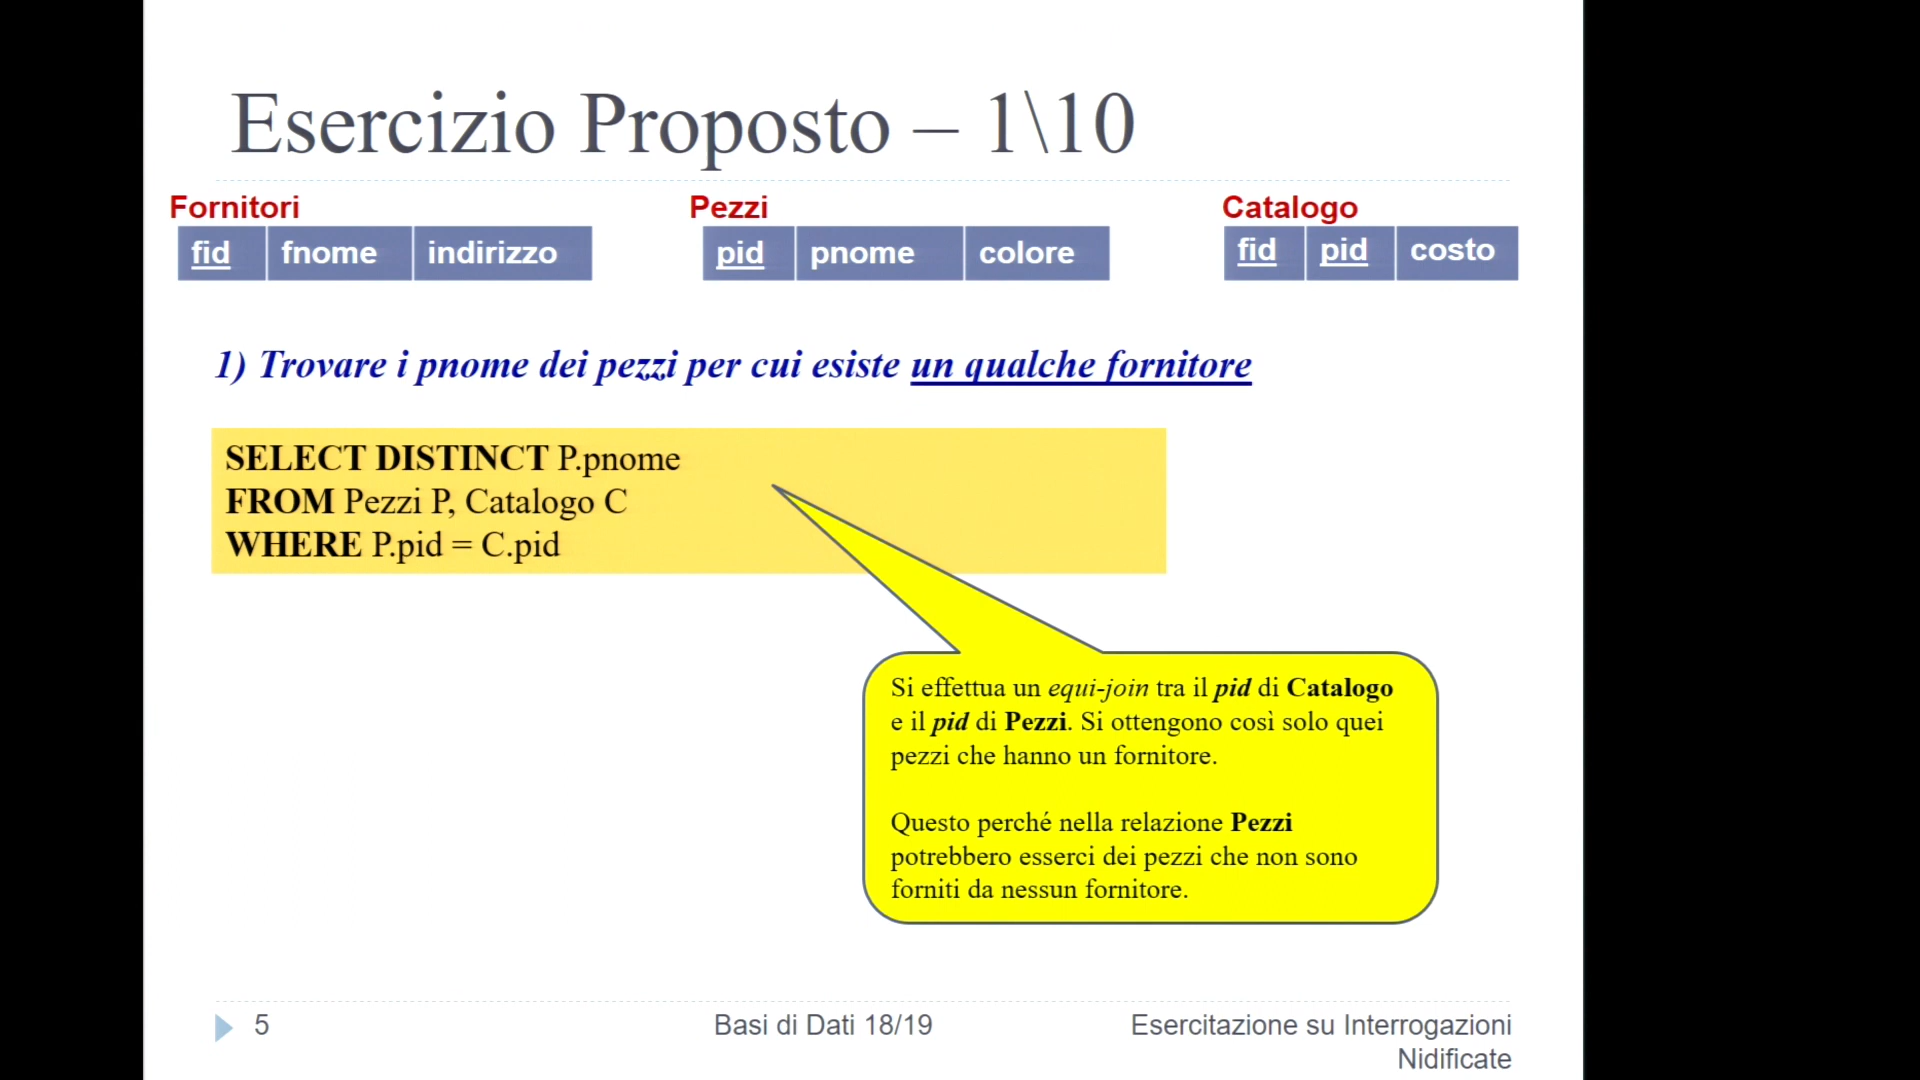 Esercizio Proposto – 1\10
Fornitori
fid fnome indirizzo
Pezzi
pid pnome colore
Catalogo
fid pid costo
1) Trovare i pnome dei pezzi per cui esiste un qualche fornitore
SELECT DISTINCT P.pnome
FROM Pezzi P, Catalogo C
WHERE P.pid = C.pid
Si effettua un equi-join tra il pid di Catalogo
e il pid di Pezzi. Si ottengono così solo quei
pezzi che hanno un fornitore.
Questo perché nella relazione Pezzi
potrebbero esserci dei pezzi che non sono
forniti da nessun fornitore.
5
Basi di Dati 18/19
Esercitazione su Interrogazioni
Nidificate